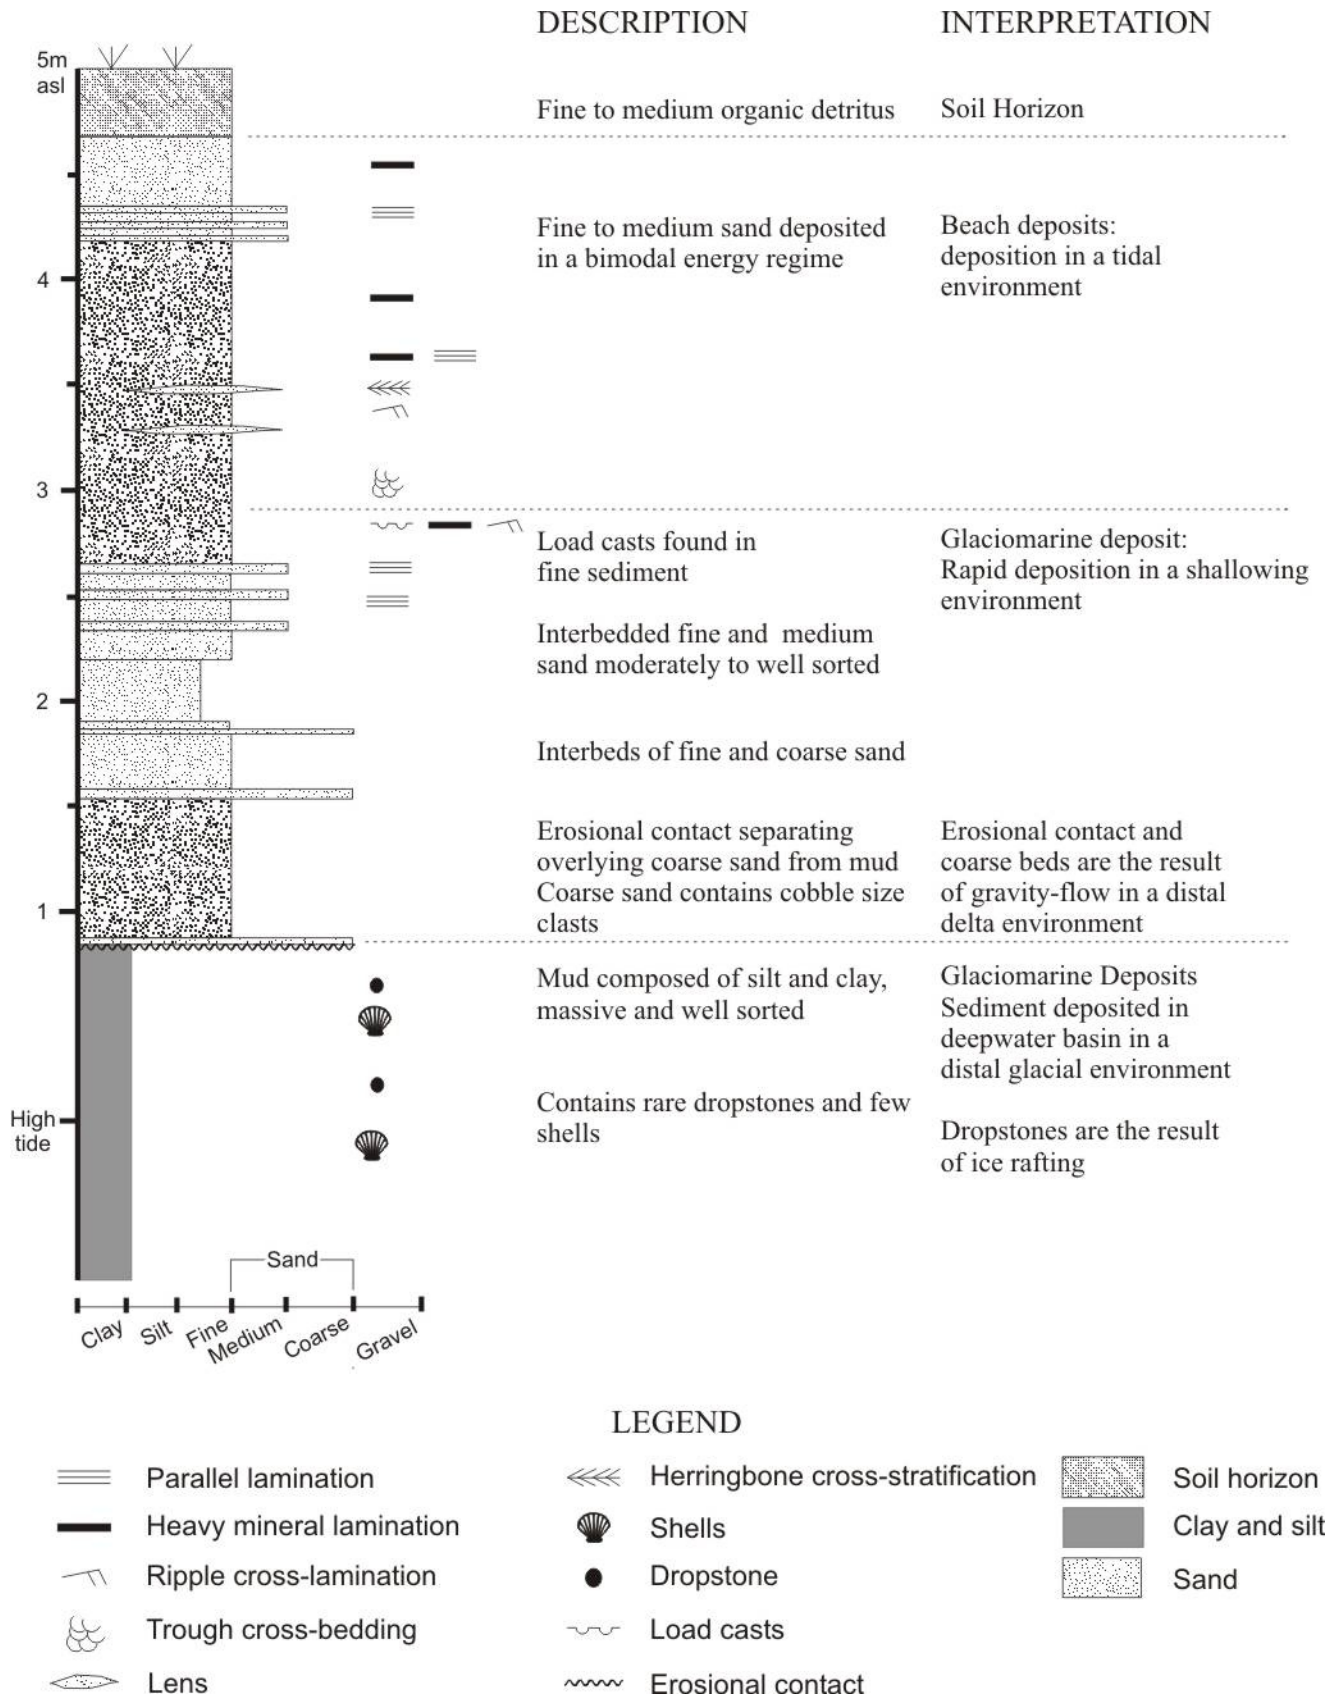 DESCRIPTION
INTERPRETATION
5m
asl
Fine to medium organic detritus
Soil Horizon
Fine to medium sand deposited
in a bimodal energy regime
Beach deposits:
deposition in a tidal
environment
4
3
Load casts found in
fine sediment
Glaciomarine deposit:
Rapid deposition in a shallowing
environment
Interbedded fine and medium
sand moderately to well sorted
2
Interbeds of fine and coarse sand
Erosional contact separating
overlying coarse sand from mud
Coarse sand contains cobble size
clasts
Erosional contact and
coarse beds are the result
of gravity-flow in a distal
delta environment
1
Mud composed of silt and clay,
massive and well sorted
Glaciomarine Deposits
Sediment deposited in
deepwater basin in a
distal glacial environment
Contains rare dropstones and few
shells
High
tide
Dropstones are the result
of ice rafting
Sand
Clay
Silt
Fine
Medium
Coarse
Gravel
LEGEND
Parallel lamination
Heavy mineral lamination
Ripple cross-lamination
Trough cross-bedding
Lens
Herringbone cross-stratification
Shells
Dropstone
Load casts
Erosional contact
Soil horizon
Clay and silt
Sand